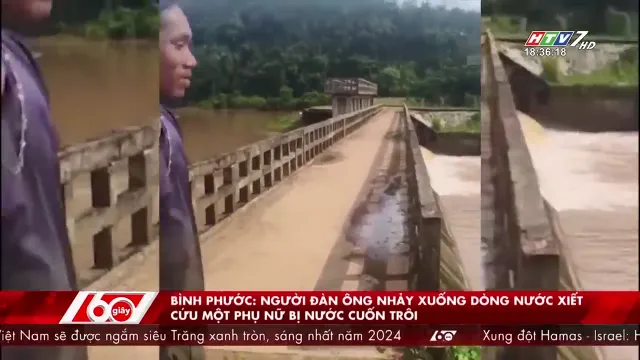 HTV7 HD
18:36:18
60 giây
BÌNH PHƯỚC: NGƯỜI ĐÀN ÔNG NHẢY XUỐNG DÒNG NƯỚC XIẾT
CỨU MỘT PHỤ NỮ BỊ NƯỚC CUỐN TRÔI
Việt Nam sẽ được ngắm siêu Trăng xanh tròn, sáng nhất năm 2024 60 Xung đột Hamas - Israel: